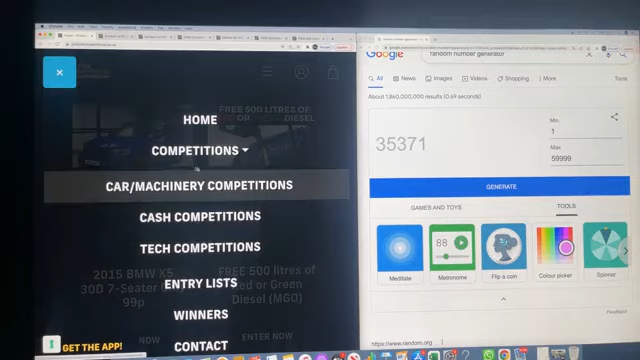 random number generator
Google
random number generator
All News Images Videos Shopping More Tools
About 1,860,000,000 results (0.69 seconds)
35371
Min
1
Max
59999
GENERATE
GAMES AND TOYS
TOOLS
88
Meditate
Metronome
Flip a coin
Colour picker
Spinner
Feedback
https://www.random.org
×
FREE 500 LITRES OF
DIESEL
HOME
COMPETITIONS
CAR/MACHINERY COMPETITIONS
CASH COMPETITIONS
TECH COMPETITIONS
ENTRY LISTS
WINNERS
CONTACT
2015 BMW X5
30D 7-Seater
99p
FREE 500 litres of
Red or Green
Diesel (MGQ)
NOW
ENTER NOW
GET THE APP!